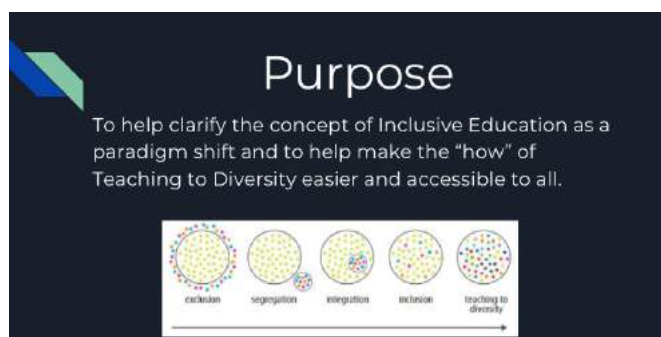 Purpose
To help clarify the concept of Inclusive Education as a
paradigm shift and to help make the “how” of
Teaching to Diversity easier and accessible to all.
exclusion segregation integration inclusion teaching to
diversity